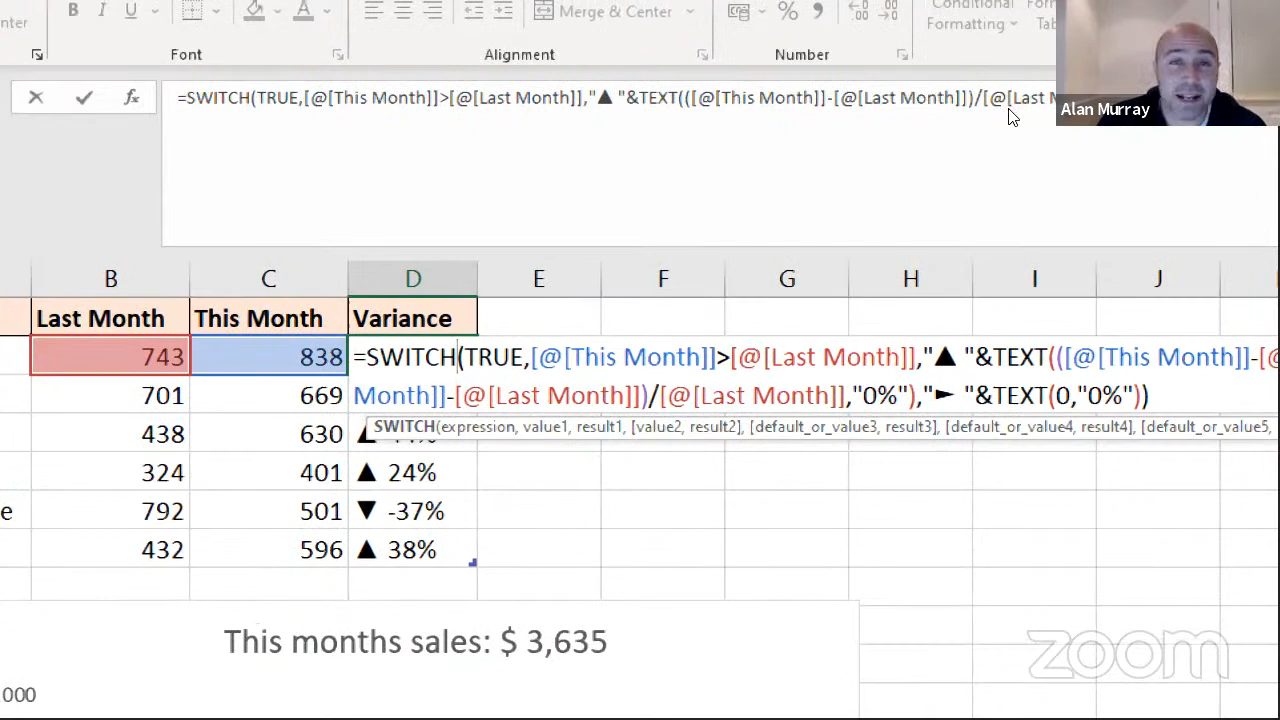 B I U A Merge & Center % , Conditional
Formatting
Font Alignment Number
fx =SWITCH(TRUE,[@[This Month]]>[@[Last Month]],"▲ "&TEXT(([@[This Month]]-[@[Last Month]])/[@[Last M
Alan Murray
B C D E F G H I J
Last Month This Month Variance
743 838 =SWITCH(TRUE,[@[This Month]]>[@[Last Month]],"▲ "&TEXT(([@[This Month]]-[@
701 669 Month]]-[@[Last Month]])/[@[Last Month]],"0%"),"► "&TEXT(0,"0%"))
SWITCH(expression, value1, result1, [value2, result2], [default_or_value3, result3], [default_or_value4, result4], [default_or_value5,
438 630
324 401 ▲ 24%
e 792 501 ▼ -37%
432 596 ▲ 38%
This months sales: $ 3,635
zoom
000